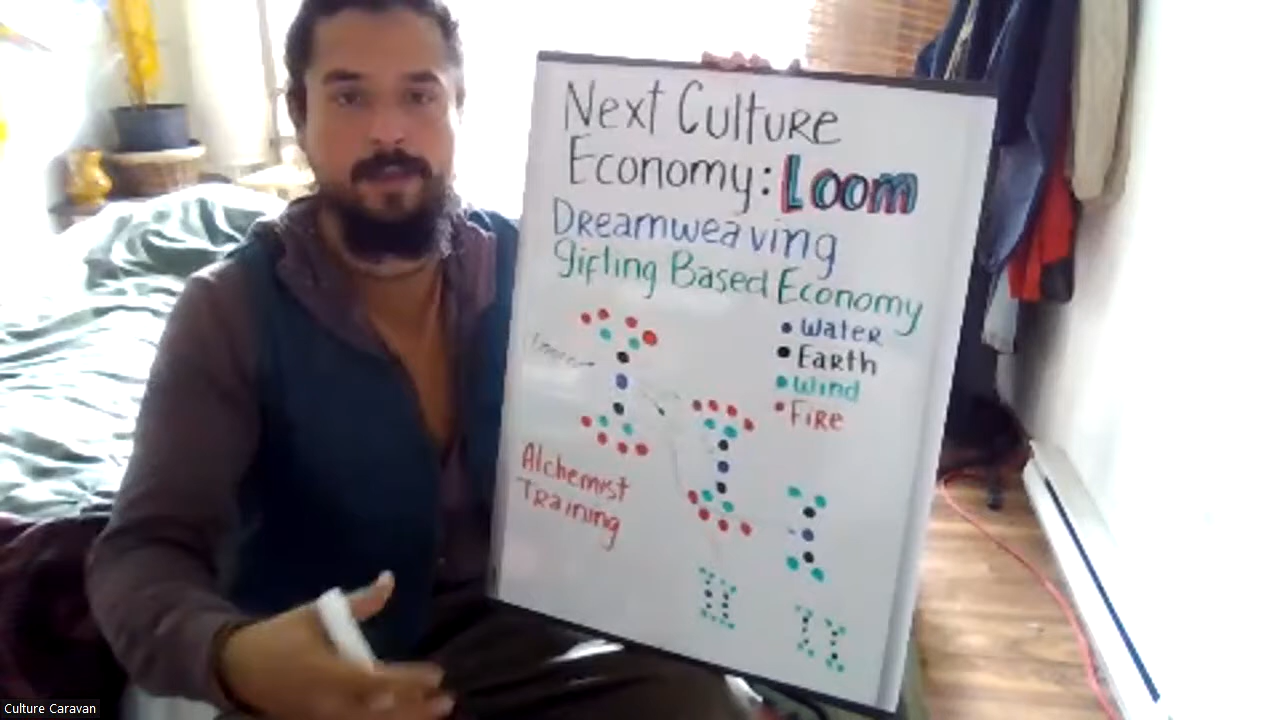 Next Culture
Economy: Loom
Dreamweaving
Gifting Based Economy
Water
Earth
Wind
Fire
Alchemist
Training
Culture Caravan